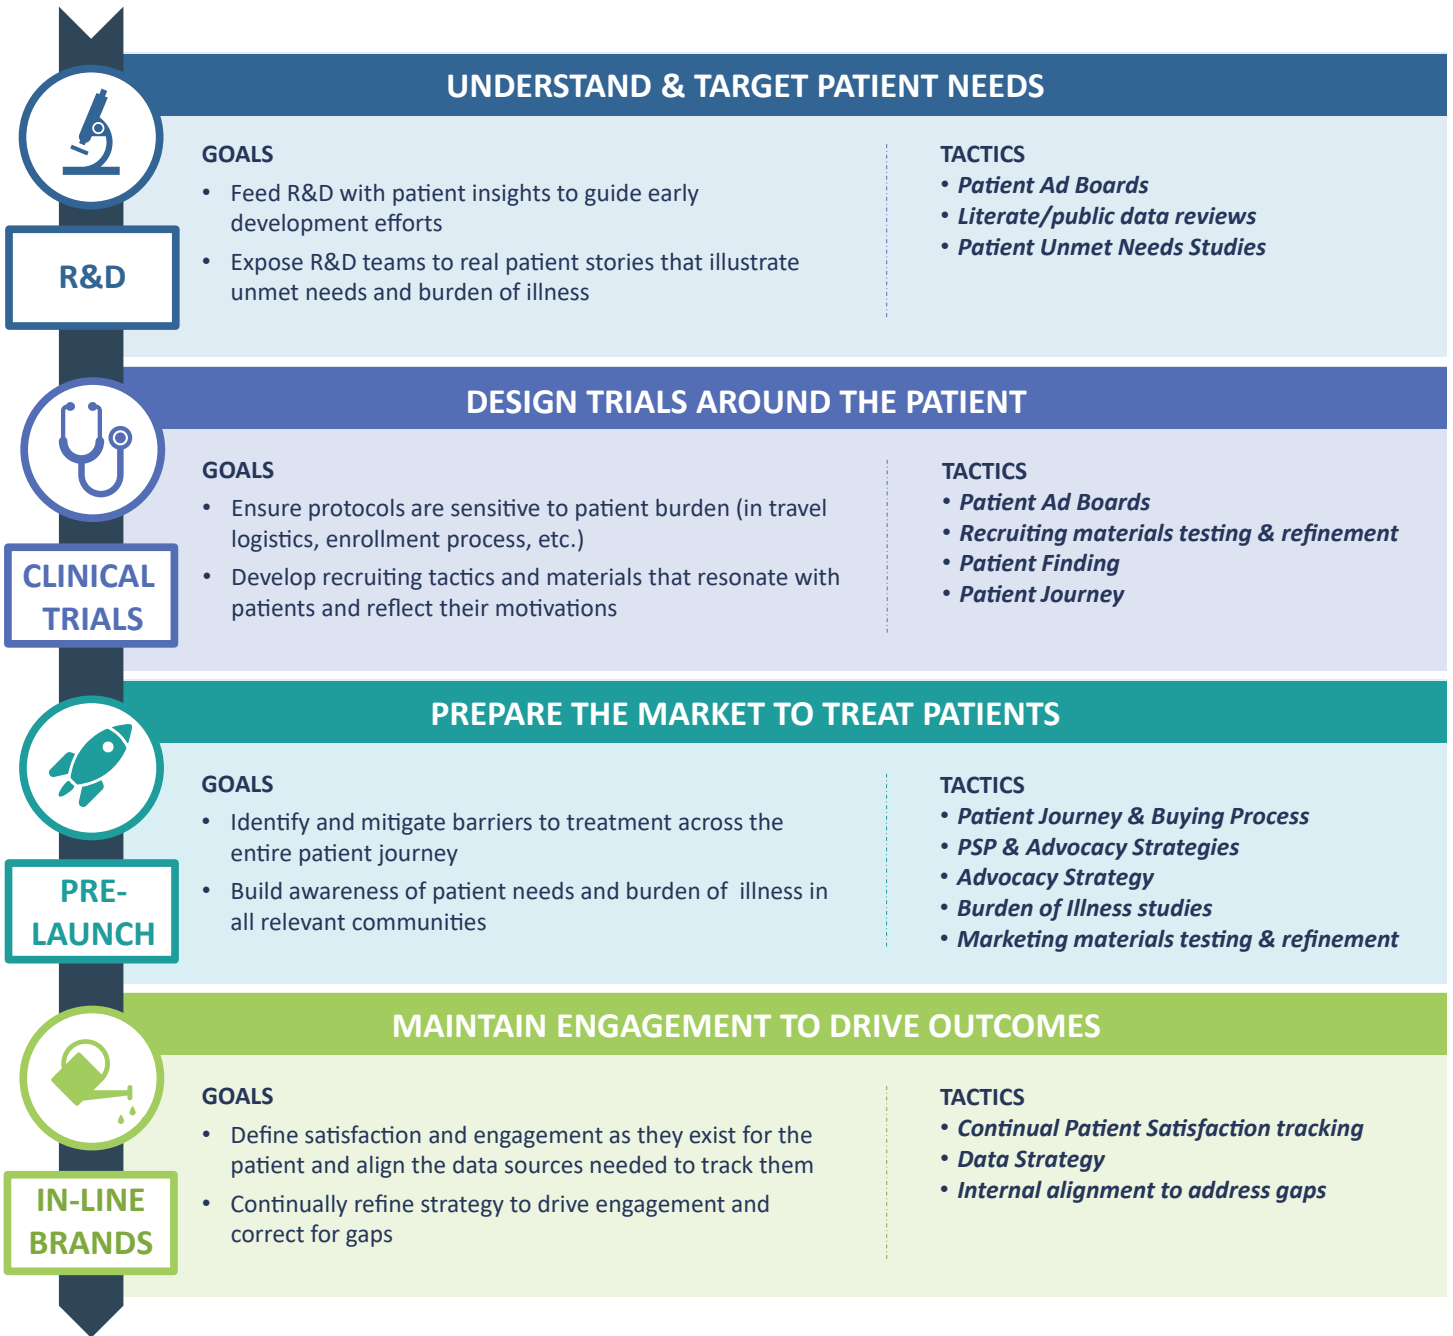 UNDERSTAND & TARGET PATIENT NEEDS
R&D
GOALS
• Feed R&D with patient insights to guide early
development efforts
• Expose R&D teams to real patient stories that illustrate
unmet needs and burden of illness
TACTICS
• Patient Ad Boards
• Literate/public data reviews
• Patient Unmet Needs Studies
DESIGN TRIALS AROUND THE PATIENT
CLINICAL
TRIALS
GOALS
• Ensure protocols are sensitive to patient burden (in travel
logistics, enrollment process, etc.)
• Develop recruiting tactics and materials that resonate with
patients and reflect their motivations
TACTICS
• Patient Ad Boards
• Recruiting materials testing & refinement
• Patient Finding
• Patient Journey
PREPARE THE MARKET TO TREAT PATIENTS
PRE-
LAUNCH
GOALS
• Identify and mitigate barriers to treatment across the
entire patient journey
• Build awareness of patient needs and burden of illness in
all relevant communities
TACTICS
• Patient Journey & Buying Process
• PSP & Advocacy Strategies
• Advocacy Strategy
• Burden of Illness studies
• Marketing materials testing & refinement
MAINTAIN ENGAGEMENT TO DRIVE OUTCOMES
IN-LINE
BRANDS
GOALS
• Define satisfaction and engagement as they exist for the
patient and align the data sources needed to track them
• Continually refine strategy to drive engagement and
correct for gaps
TACTICS
• Continual Patient Satisfaction tracking
• Data Strategy
• Internal alignment to address gaps